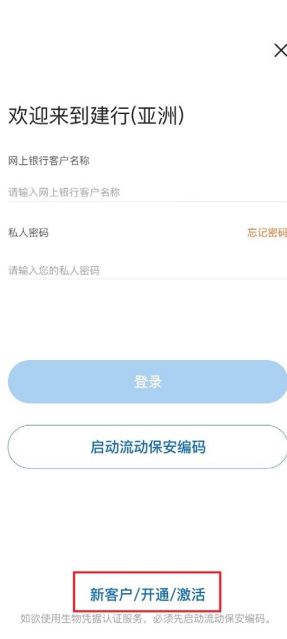 欢迎来到建行(亚洲)
网上银行客户名称
请输入网上银行客户名称
私人密码 忘记密码
请输入您的私人密码
登录
启动流动保安编码
新客户/开通/激活
如欲使用生物凭据认证服务，必须先启动流动保安编码。